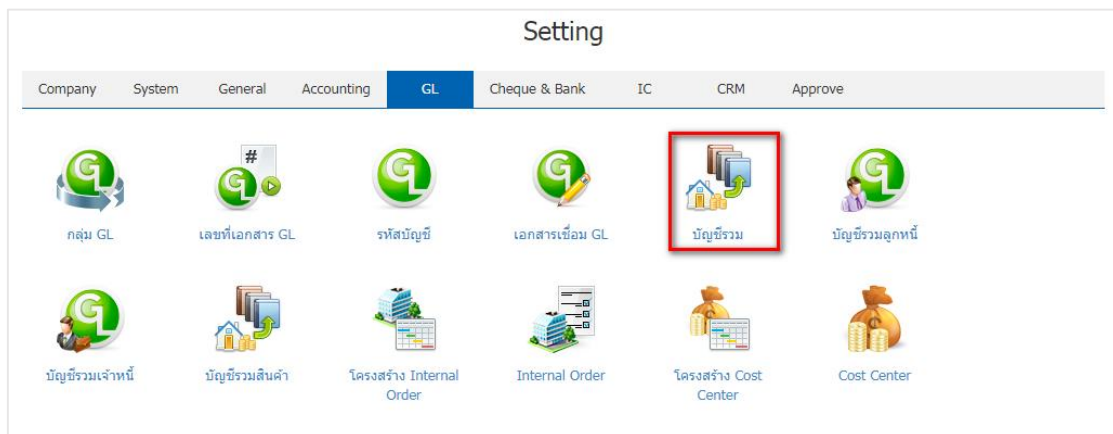 Setting
Company System General Accounting GL Cheque & Bank IC CRM Approve
กลุ่ม GL เลขที่เอกสาร GL รหัสบัญชี เอกสารเชื่อม GL บัญชีรวม บัญชีรวมลูกหนี้
บัญชีรวมเจ้าหนี้ บัญชีรวมสินค้า โครงสร้าง Internal Order Internal Order โครงสร้าง Cost Center Cost Center